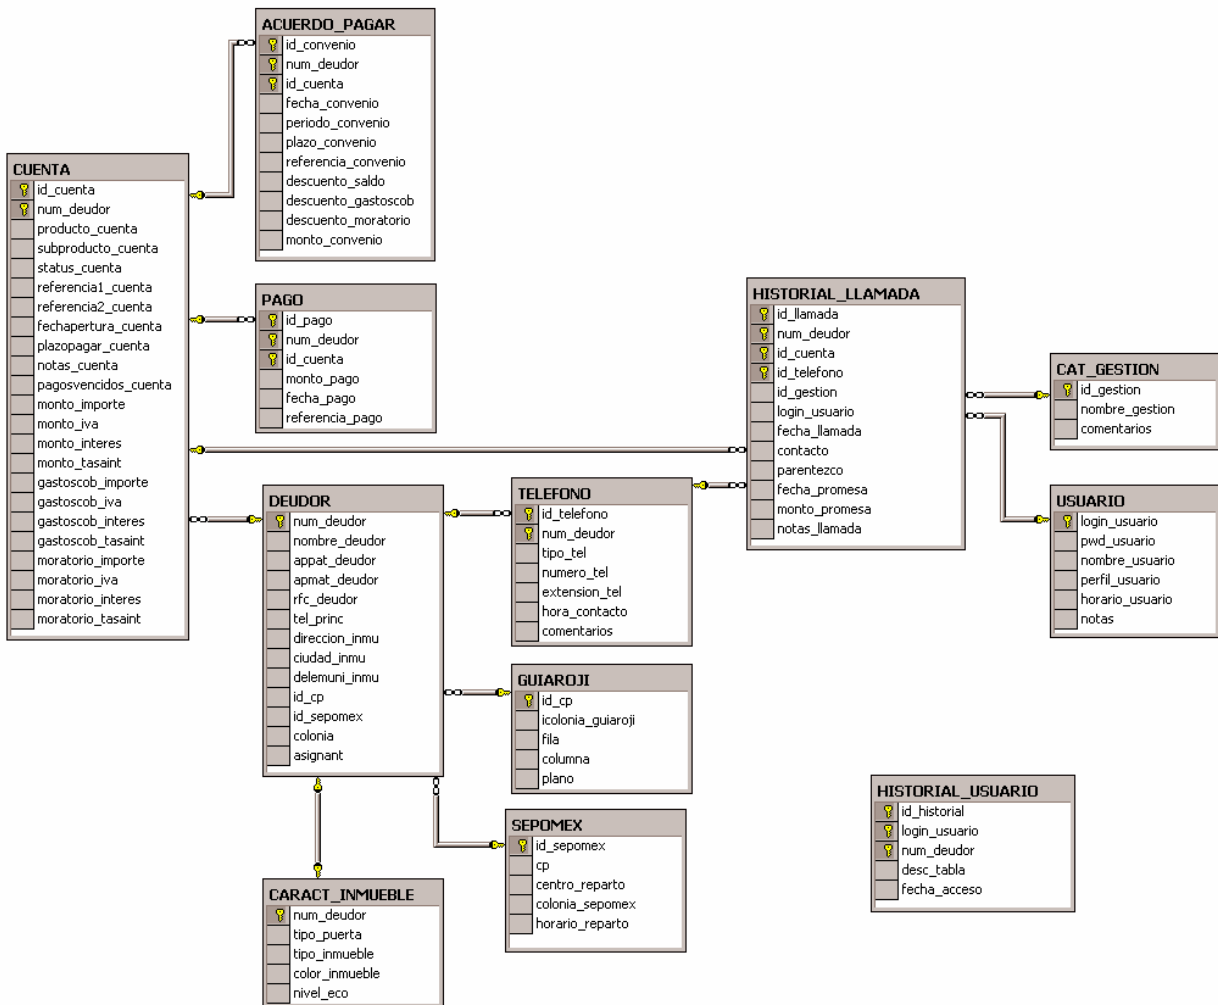 ACUERDO_PAGAR
id_convenio
num_deudor
id_cuenta
fecha_convenio
periodo_convenio
plazo_convenio
referencia_convenio
descuento_saldo
descuento_gastoscob
descuento_moratorio
monto_convenio
CUENTA
id_cuenta
num_deudor
producto_cuenta
subproducto_cuenta
status_cuenta
referencia1_cuenta
referencia2_cuenta
fechapertura_cuenta
plazopagar_cuenta
notas_cuenta
pagosvencidos_cuenta
monto_importe
monto_iva
monto_interes
monto_tasaint
gastoscob_importe
gastoscob_iva
gastoscob_interes
gastoscob_tasaint
moratorio_importe
moratorio_iva
moratorio_interes
moratorio_tasaint
PAGO
id_pago
num_deudor
id_cuenta
monto_pago
fecha_pago
referencia_pago
HISTORIAL_LLAMADA
id_llamada
num_deudor
id_cuenta
id_telefono
id_gestion
login_usuario
fecha_llamada
contacto
parentezco
fecha_promesa
monto_promesa
notas_llamada
CAT_GESTION
id_gestion
nombre_gestion
comentarios
USUARIO
login_usuario
pwd_usuario
nombre_usuario
perfil_usuario
horario_usuario
notas
DEUDOR
num_deudor
nombre_deudor
appat_deudor
apmat_deudor
rfc_deudor
tel_princ
direccion_inmu
ciudad_inmu
delemuni_inmu
id_cp
id_sepomex
colonia
asignant
TELEFONO
id_telefono
num_deudor
tipo_tel
numero_tel
extension_tel
hora_contacto
comentarios
GUIAROJI
id_cp
icolonia_guiaroji
fila
columna
plano
SEPOMEX
id_sepomex
cp
centro_reparto
colonia_sepomex
horario_reparto
HISTORIAL_USUARIO
id_historial
login_usuario
num_deudor
desc_tabla
fecha_acceso
CARACT_INMUEBLE
num_deudor
tipo_puerta
tipo_inmueble
color_inmueble
nivel_eco